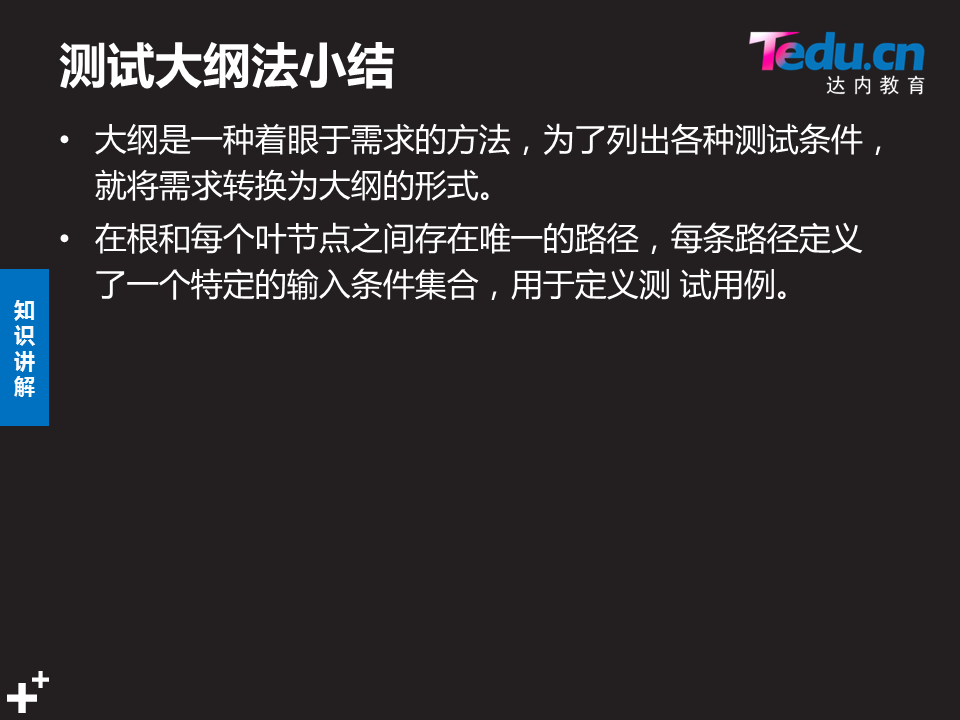 测试大纲法小结
Tedu.cn
达内教育
• 大纲是一种着眼于需求的方法，为了列出各种测试条件，
就将需求转换为大纲的形式。
• 在根和每个叶节点之间存在唯一的路径，每条路径定义
了一个特定的输入条件集合，用于定义测 试用例。
知
识
讲
解